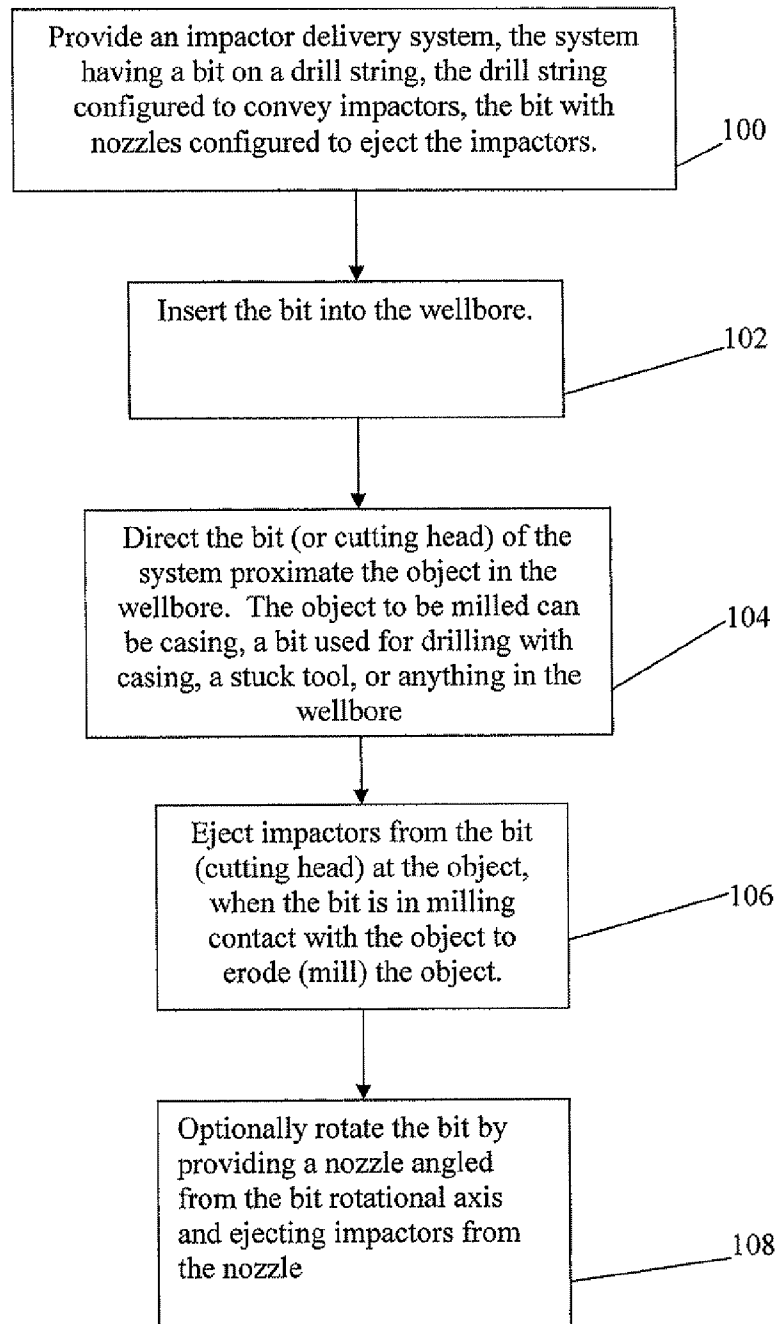 Provide an impactor delivery system, the system
having a bit on a drill string, the drill string
configured to convey impactors, the bit with
nozzles configured to eject the impactors.
100
Insert the bit into the wellbore.
102
Direct the bit (or cutting head) of the
system proximate the object in the
wellbore. The object to be milled can
be casing, a bit used for drilling with
casing, a stuck tool, or anything in the
wellbore
104
Eject impactors from the bit
(cutting head) at the object,
when the bit is in milling
contact with the object to
erode (mill) the object.
106
Optionally rotate the bit by
providing a nozzle angled
from the bit rotational axis
and ejecting impactors from
the nozzle
108